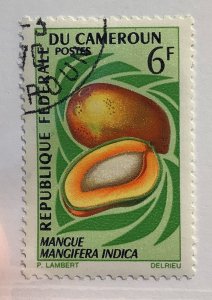 REPUBLIQUE FEDERALE
DU CAMEROUN
POSTES
6F
MANGUE
MANGIFERA INDICA
P. LAMBERT
DELRIEU